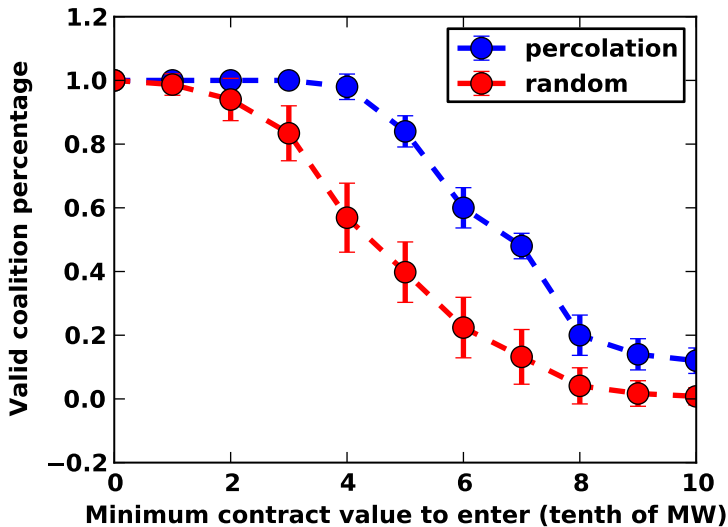 1.2
1.0
0.8
0.6
0.4
0.2
0.0
−0.2
0 2 4 6 8 10
Valid coalition percentage
Minimum contract value to enter (tenth of MW)
percolation
random